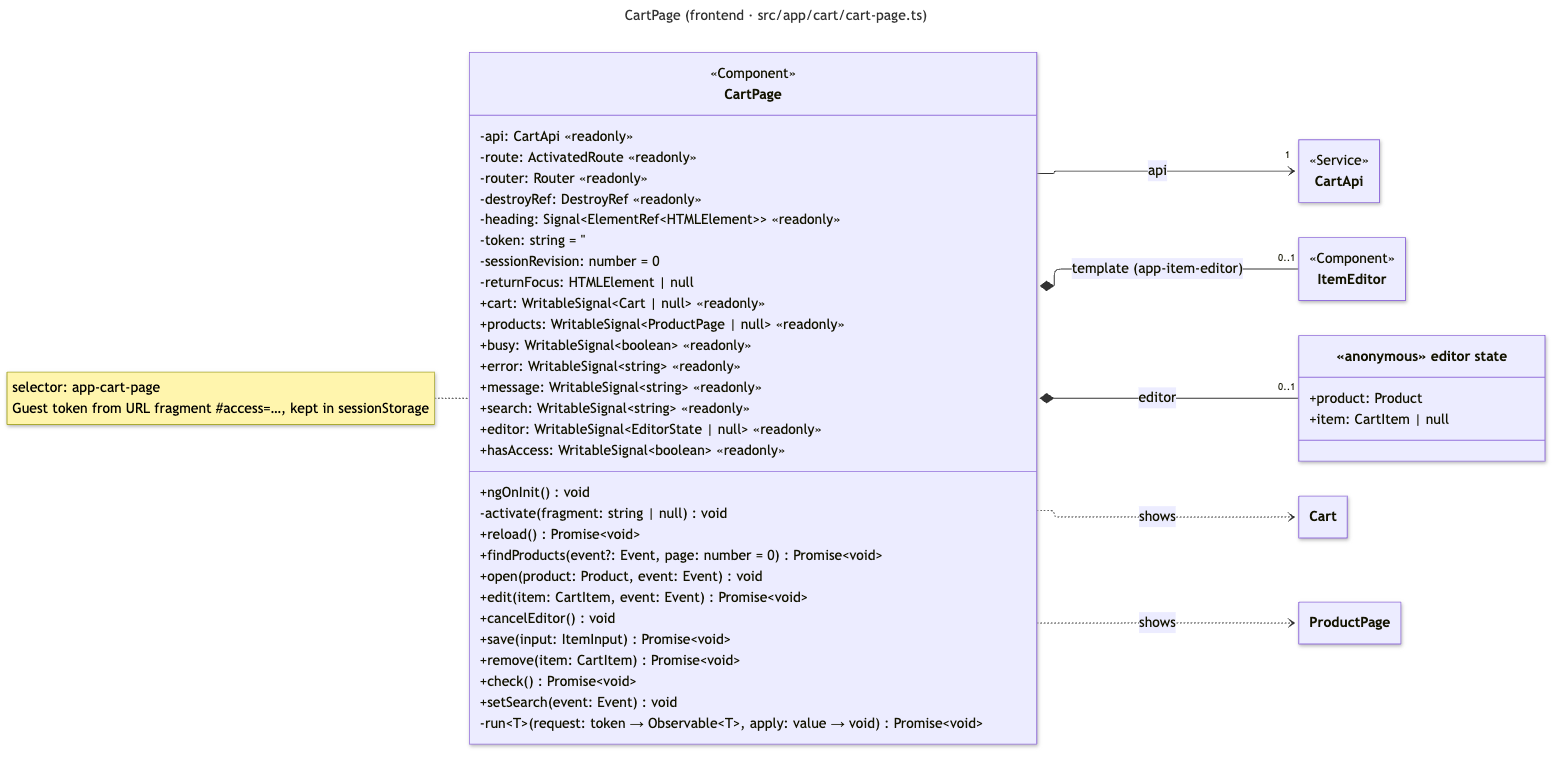 CartPage (frontend · src/app/cart/cart-page.ts)
«Component»
CartPage
-api: CartApi «readonly»
-route: ActivatedRoute «readonly»
-router: Router «readonly»
-destroyRef: DestroyRef «readonly»
-heading: Signal<ElementRef<HTMLElement>> «readonly»
-token: string = ''
-sessionRevision: number = 0
-returnFocus: HTMLElement | null
+cart: WritableSignal<Cart | null> «readonly»
+products: WritableSignal<ProductPage | null> «readonly»
+busy: WritableSignal<boolean> «readonly»
+error: WritableSignal<string> «readonly»
+message: WritableSignal<string> «readonly»
+search: WritableSignal<string> «readonly»
+editor: WritableSignal<EditorState | null> «readonly»
+hasAccess: WritableSignal<boolean> «readonly»
+ngOnInit() : void
-activate(fragment: string | null) : void
+reload() : Promise<void>
+findProducts(event?: Event, page: number = 0) : Promise<void>
+open(product: Product, event: Event) : void
+edit(item: CartItem, event: Event) : Promise<void>
+cancelEditor() : void
+save(input: ItemInput) : Promise<void>
+remove(item: CartItem) : Promise<void>
+check() : Promise<void>
+setSearch(event: Event) : void
-run<T>(request: token → Observable<T>, apply: value → void) : Promise<void>
selector: app-cart-page
Guest token from URL fragment #access=…, kept in sessionStorage
api
1
«Service»
CartApi
template (app-item-editor)
0..1
«Component»
ItemEditor
editor
0..1
«anonymous» editor state
+product: Product
+item: CartItem | null
shows
Cart
shows
ProductPage